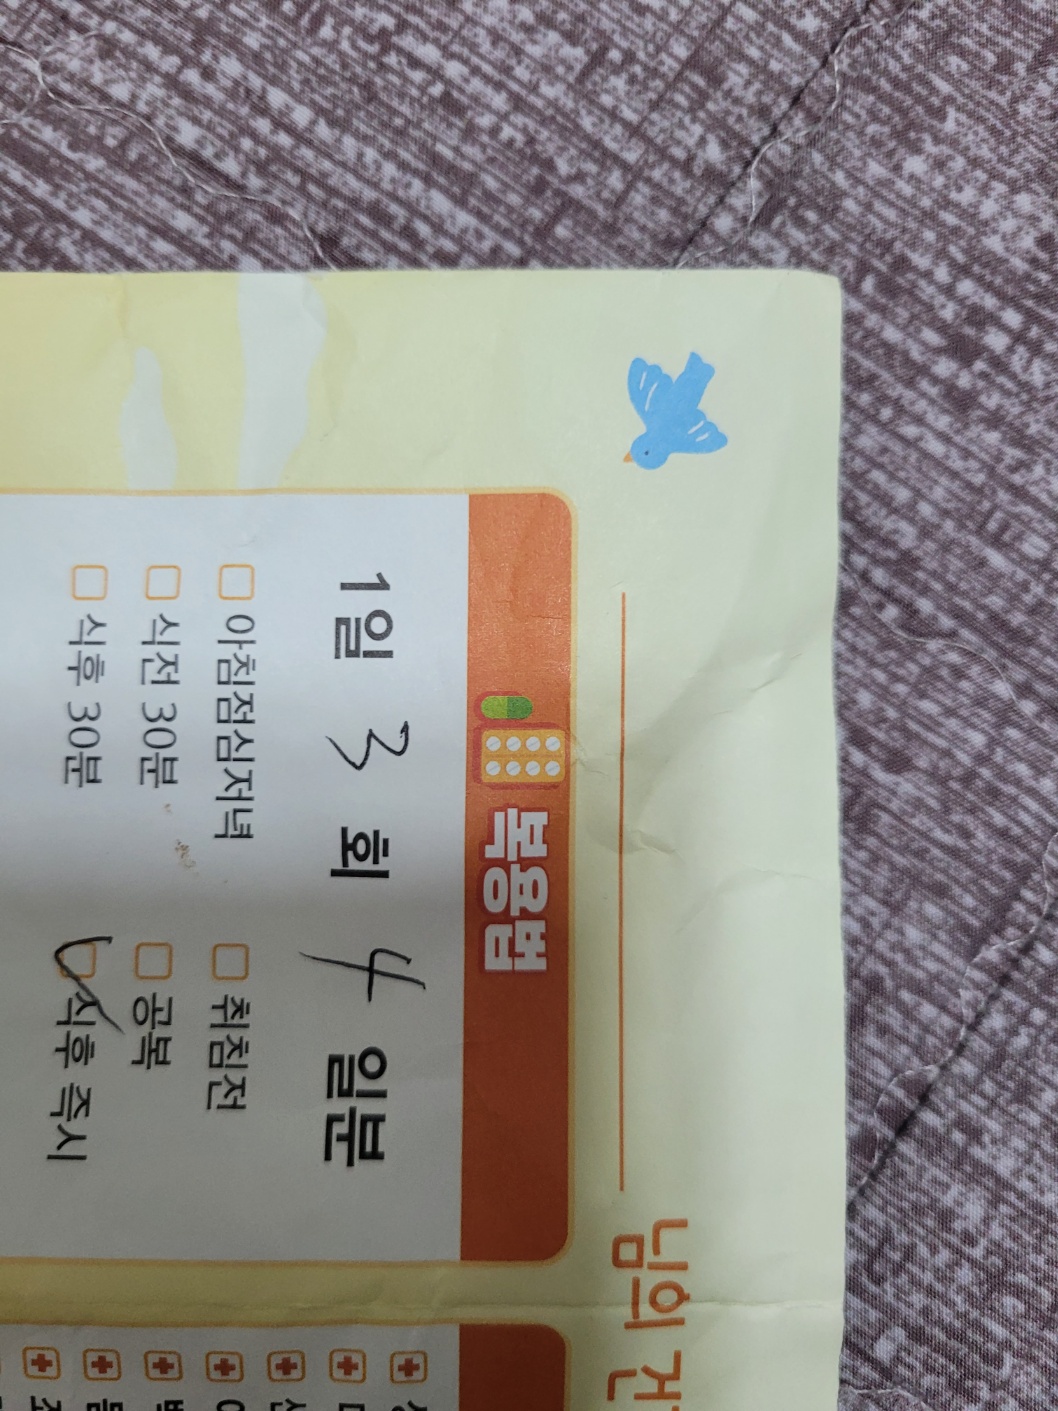 님의 건
복용법
1일 3 회 4 일분
아침점심저녁 취침전
식전 30분 공복
식후 30분 식후 즉시